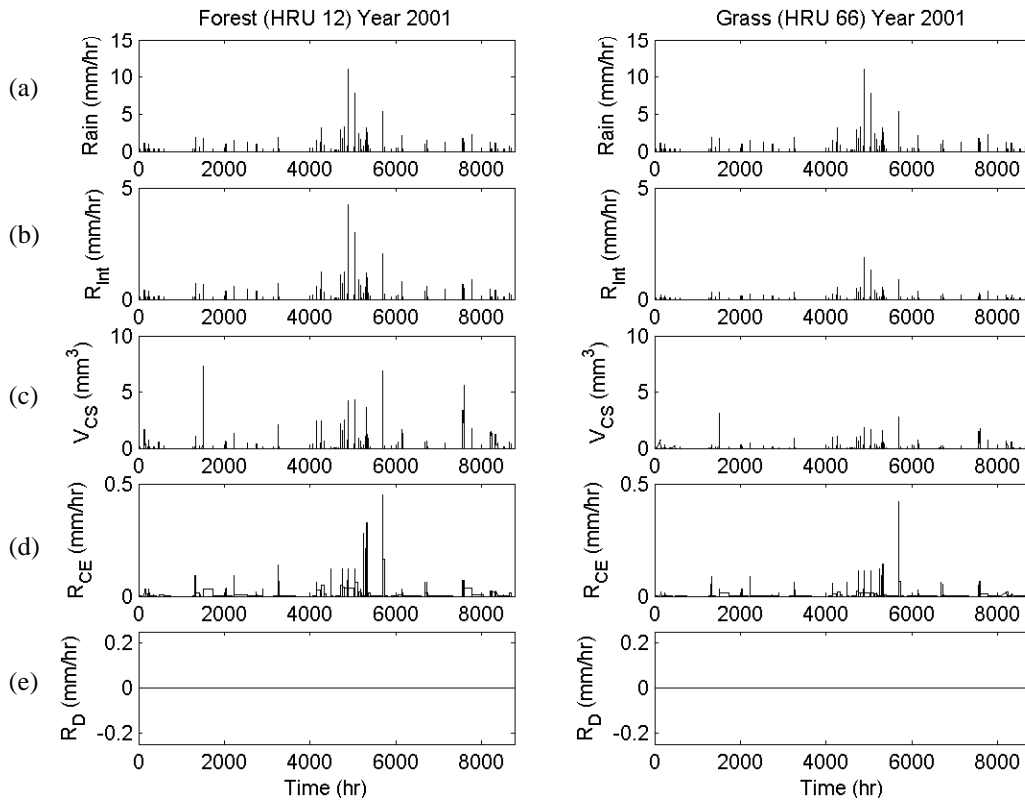 Forest (HRU 12) Year 2001
Grass (HRU 66) Year 2001
(a)
Rain (mm/hr)
15
10
5
0
0 2000 4000 6000 8000
Rain (mm/hr)
15
10
5
0
0 2000 4000 6000 8000
(b)
R_Int (mm/hr)
5
0
0 2000 4000 6000 8000
R_Int (mm/hr)
5
0
0 2000 4000 6000 8000
(c)
V_CS (mm^3)
10
5
0
0 2000 4000 6000 8000
V_CS (mm^3)
10
5
0
0 2000 4000 6000 8000
(d)
R_CE (mm/hr)
0.5
0
0 2000 4000 6000 8000
R_CE (mm/hr)
0.5
0
0 2000 4000 6000 8000
(e)
R_D (mm/hr)
0.2
0
-0.2
0 2000 4000 6000 8000
Time (hr)
R_D (mm/hr)
0.2
0
-0.2
0 2000 4000 6000 8000
Time (hr)